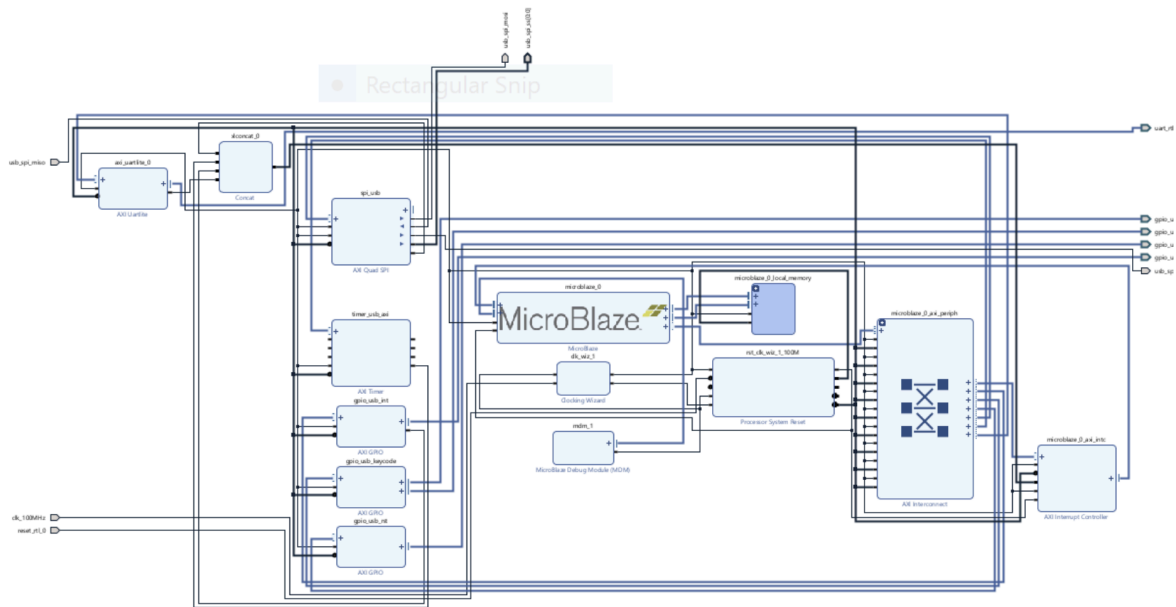 usb_spi_mosi
usb_spi_ss[0:0]
Rectangular Snip
uart_rtl
xlconcat_0
usb_spi_miso
axi_uartlite_0
Concat
AXI Uartlite
spi_usb
gpio_u
gpio_u
gpio_u
gpio_u
usb_sp
AXI Quad SPI
microblaze_0_local_memory
microblaze_0
MicroBlaze
MicroBlaze
microblaze_0_axi_periph
timer_usb_axi
clk_wiz_1
rst_clk_wiz_1_100M
AXI Timer
Clocking Wizard
gpio_usb_int
Processor System Reset
mdm_1
AXI GPIO
microblaze_0_axi_intc
gpio_usb_keycode
MicroBlaze Debug Module (MDM)
AXI Interconnect
AXI GPIO
AXI Interrupt Controller
clk_100MHz
gpio_usb_rst
reset_rtl_0
AXI GPIO